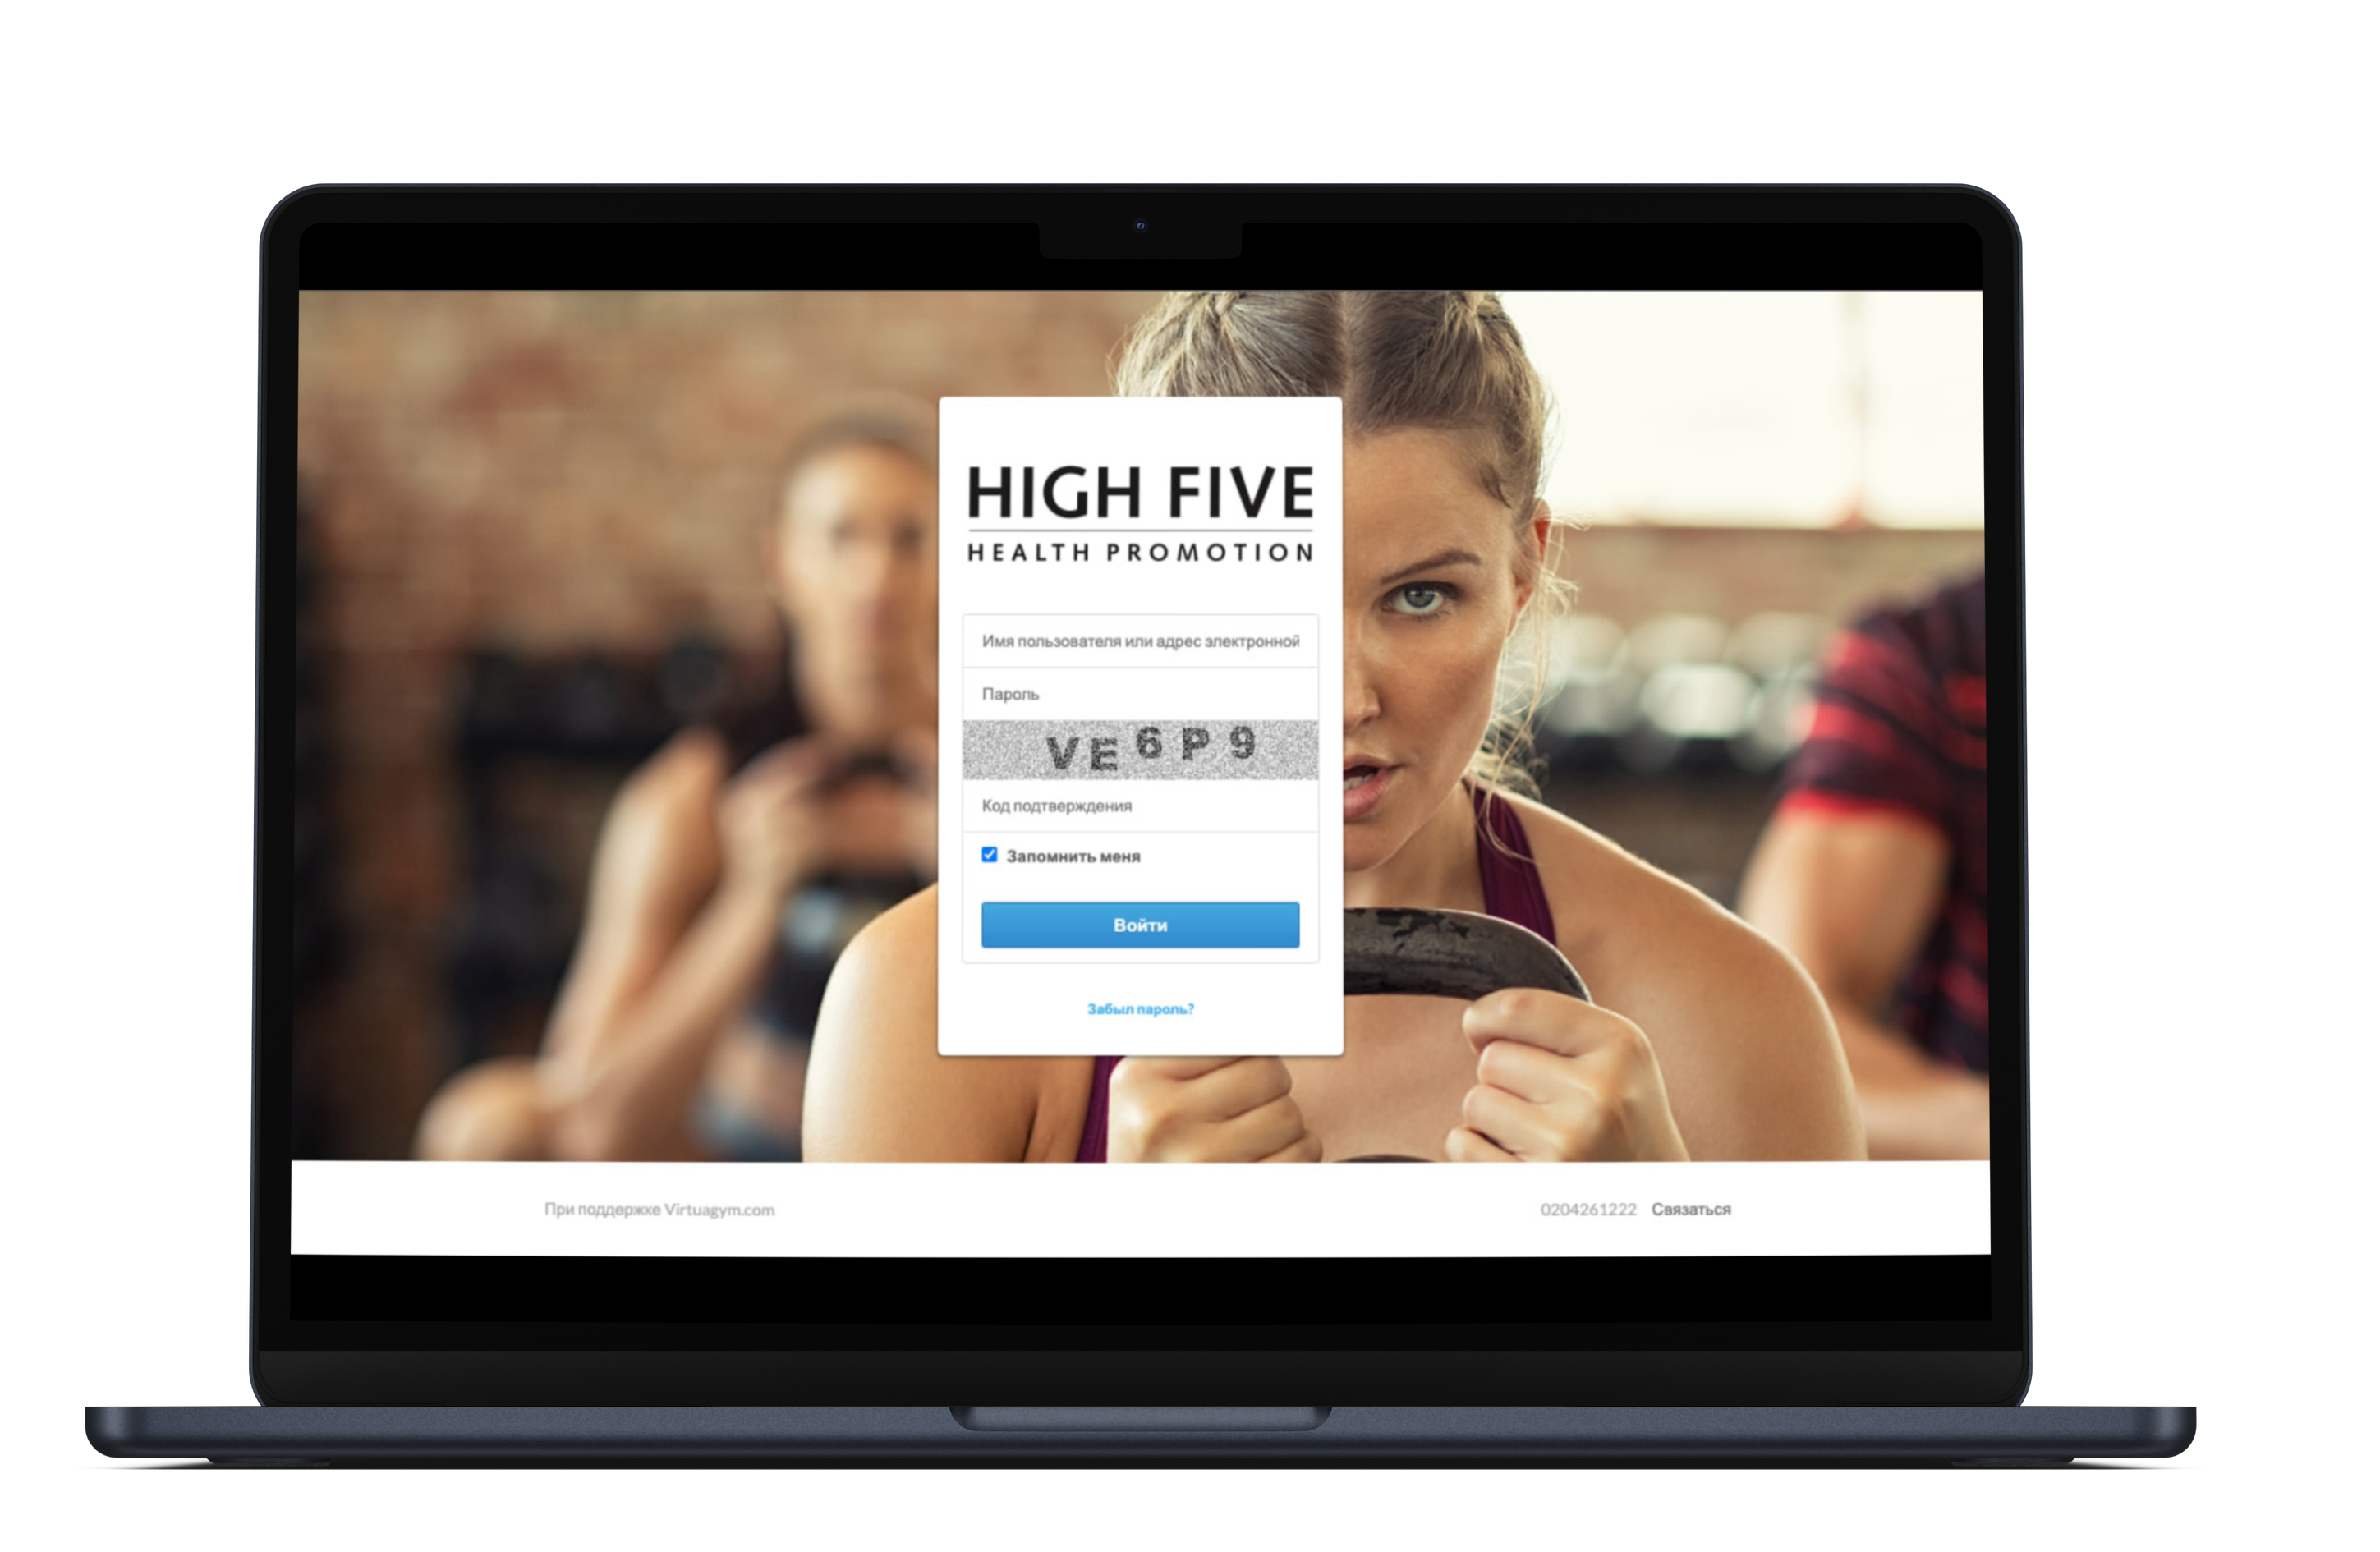 HIGH FIVE
HEALTH PROMOTION
Имя пользователя или адрес электронной
Пароль
VE6P9
Код подтверждения
Запомнить меня
Войти
Забыл пароль?
При поддержке Virtuagym.com
0204261222 Связаться